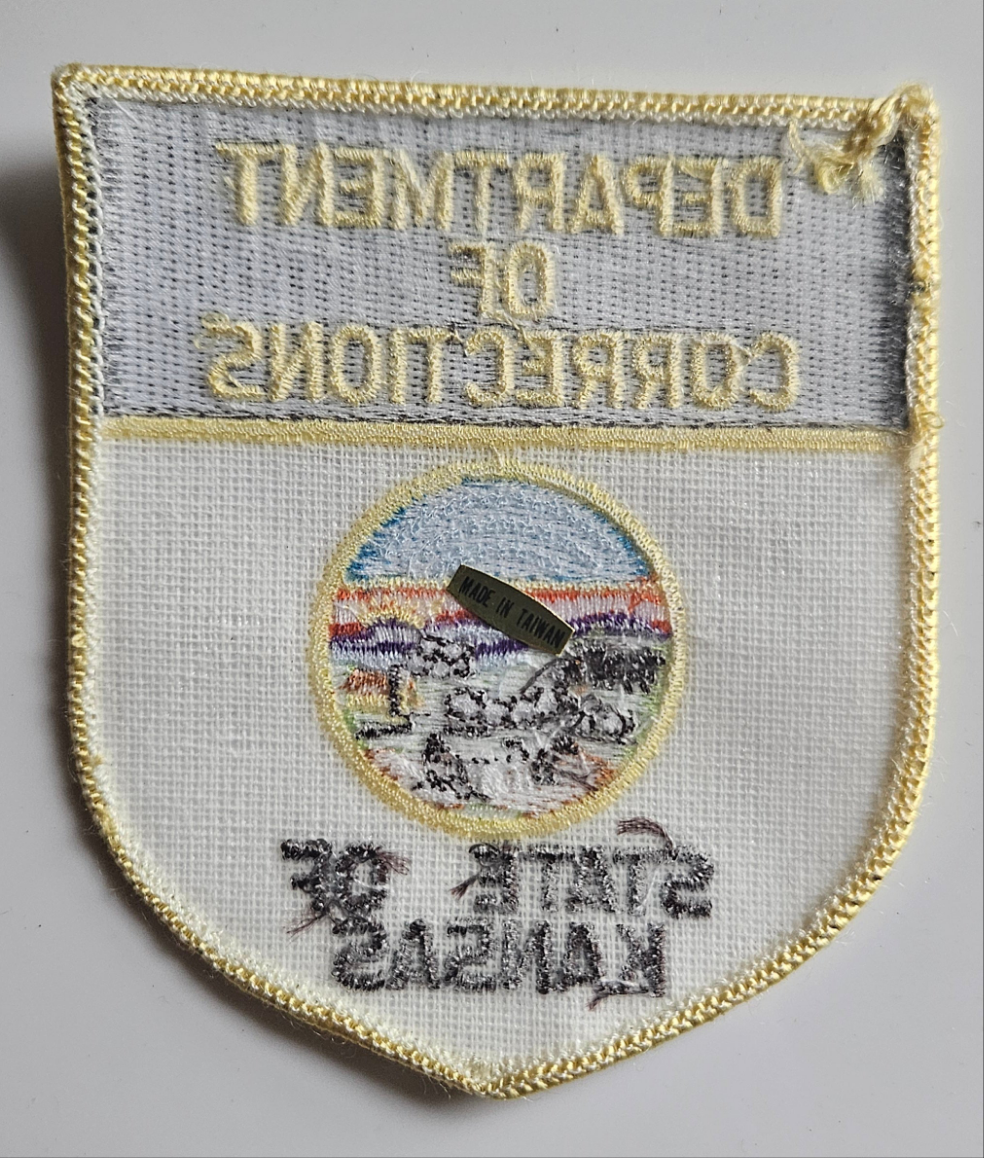 DEPARTMENT
OF
CORRECTIONS
MADE IN TAIWAN
STATE OF
KANSAS